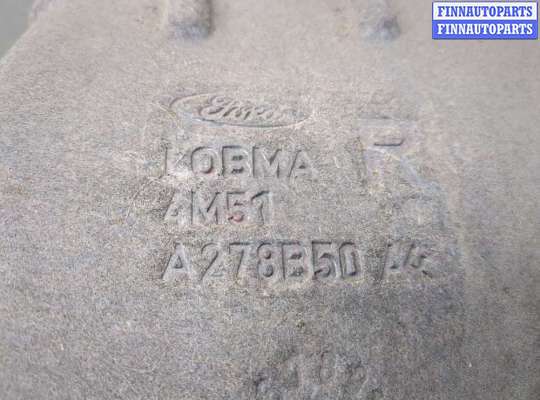 FINNAUTOPARTS
FINNAUTOPARTS
Ford
KOBMA R
4M51
A278B50